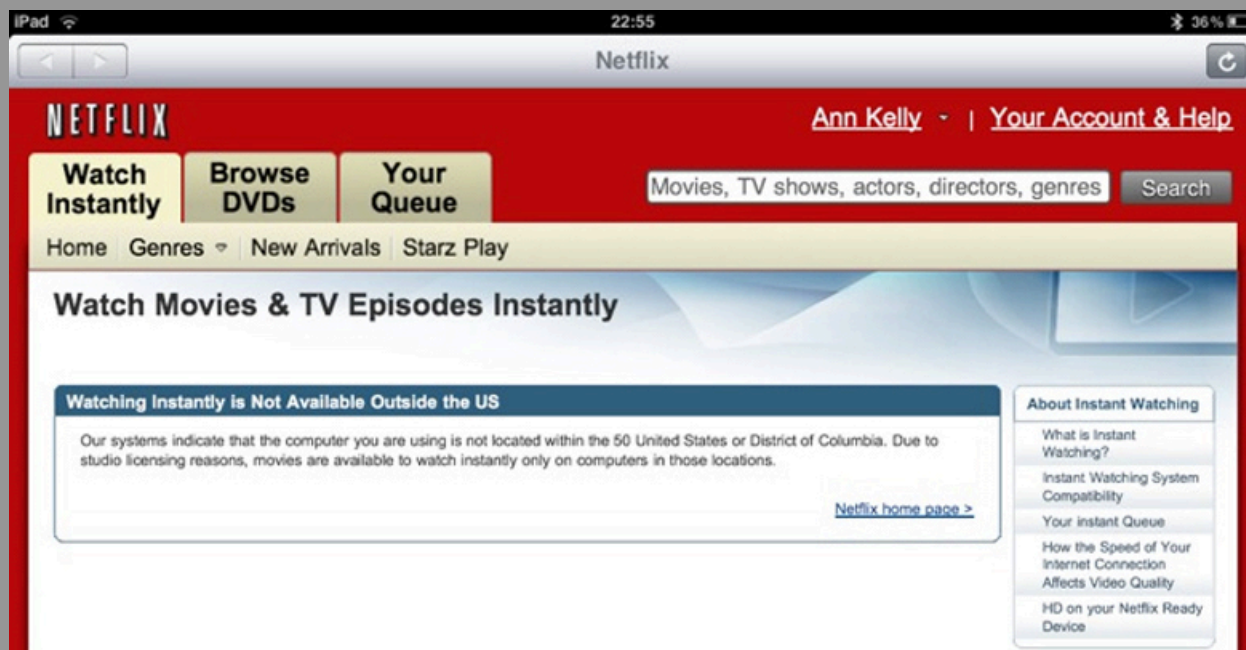 iPad 22:55 36%
Netflix
NETFLIX
Ann Kelly | Your Account & Help
Watch Instantly
Browse DVDs
Your Queue
Movies, TV shows, actors, directors, genres Search
Home Genres New Arrivals Starz Play
Watch Movies & TV Episodes Instantly
Watching Instantly is Not Available Outside the US
Our systems indicate that the computer you are using is not located within the 50 United States or District of Columbia. Due to
studio licensing reasons, movies are available to watch instantly only on computers in those locations.
Netflix home page >
About Instant Watching
What is Instant
Watching?
Instant Watching System
Compatibility
Your instant Queue
How the Speed of Your
Internet Connection
Affects Video Quality
HD on your Netflix Ready
Device